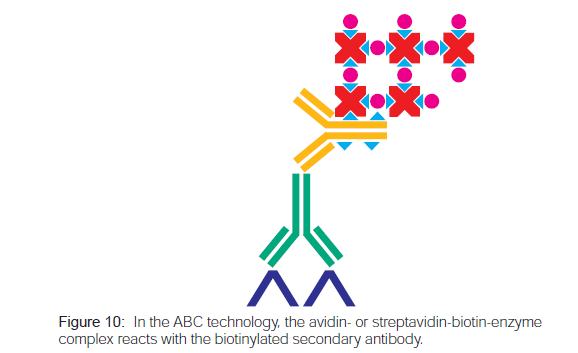 Figure 10: In the ABC technology, the avidin- or streptavidin-biotin-enzyme
complex reacts with the biotinylated secondary antibody.